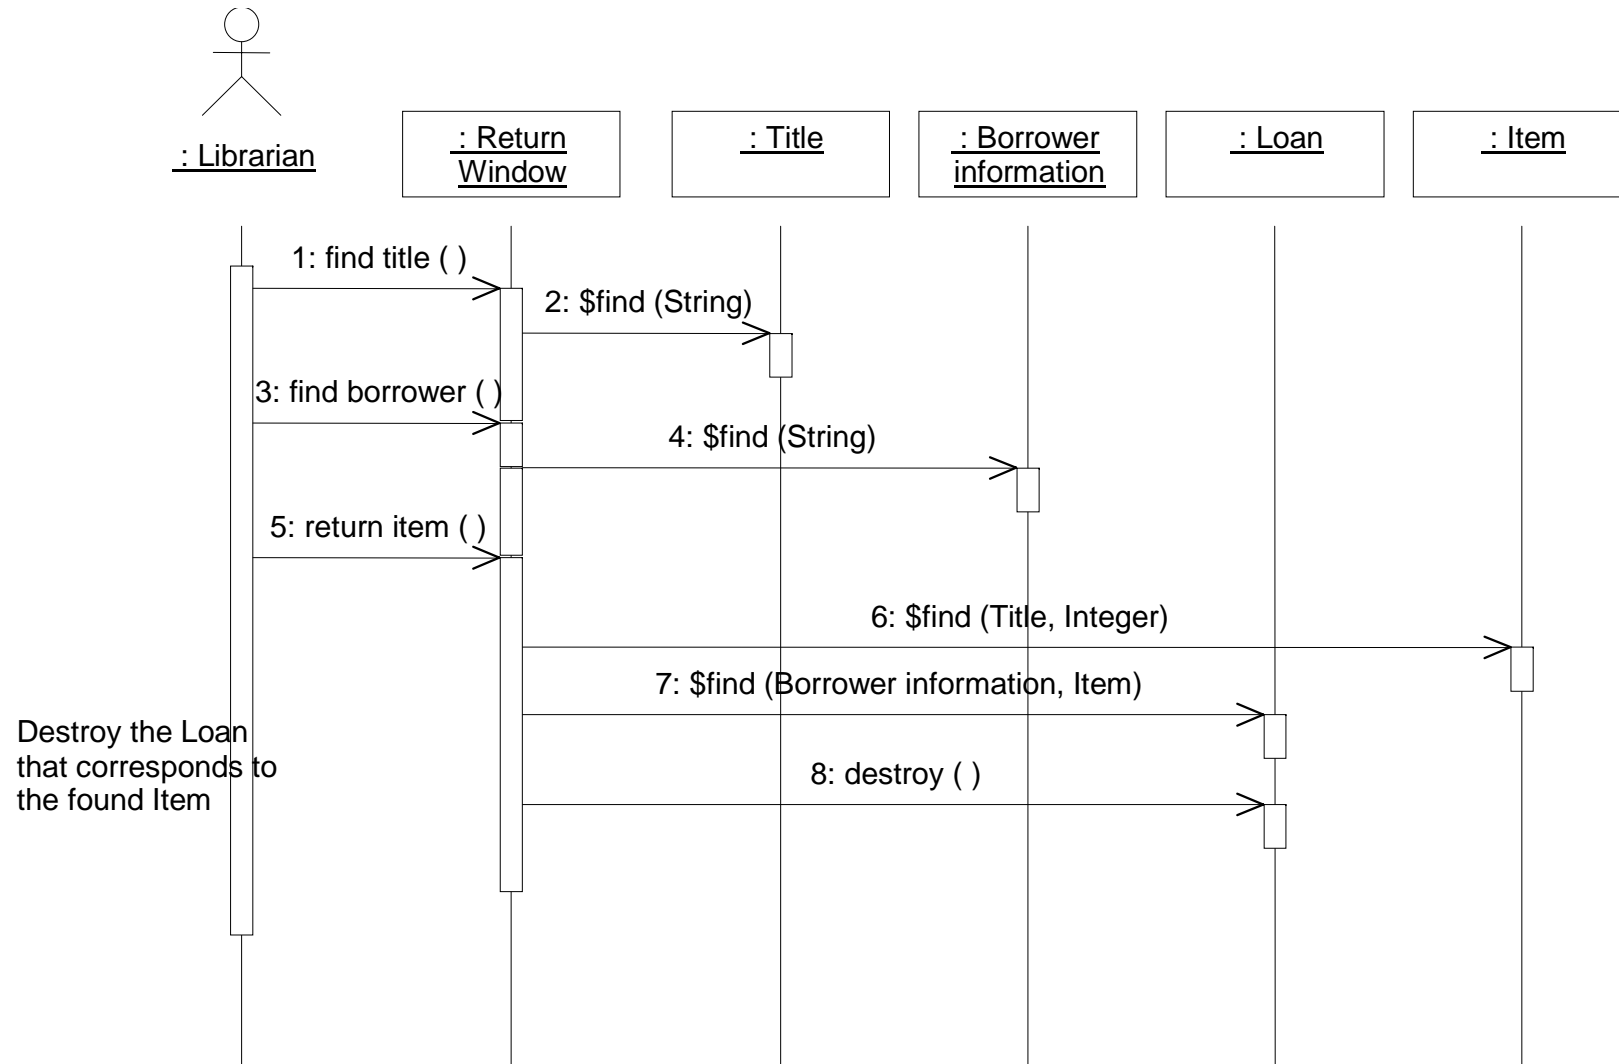 : Librarian
: Return
Window
: Title
: Borrower
information
: Loan
: Item
1: find title ( )
2: $find (String)
3: find borrower ( )
4: $find (String)
5: return item ( )
6: $find (Title, Integer)
7: $find (Borrower information, Item)
Destroy the Loan
that corresponds to
the found Item
8: destroy ( )